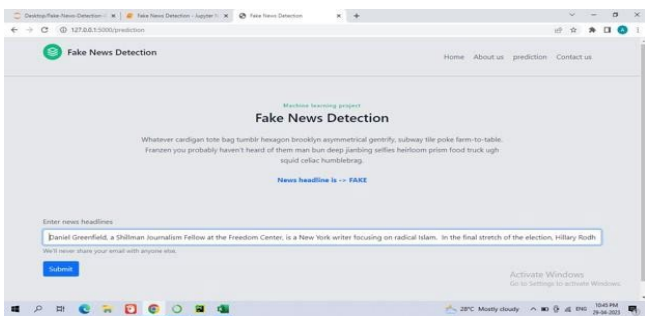 Desktop/Fake-News-Detection
Fake News Detection - Jupyter
Fake News Detection
127.0.0.1:5000/prediction
Fake News Detection
Home About us prediction Contact us
Machine learning project
Fake News Detection
Whatever cardigan tote bag tumblr hexagon brooklyn asymmetrical gentrify, subway tile poke farm-to-table.
Franzen you probably haven't heard of them man bun deep jianbing selfies heirloom prism food truck ugh
squid celiac humblebrag.
News headline is -> FAKE
Enter news headlines
Daniel Greenfield, a Shillman Journalism Fellow at the Freedom Center, is a New York writer focusing on radical Islam. In the final stretch of the election, Hillary Rodh
We'll never share your email with anyone else.
Submit
Activate Windows
Go to Settings to activate Windows.
28°C Mostly cloudy
ENG
10:45 PM
29-04-2023